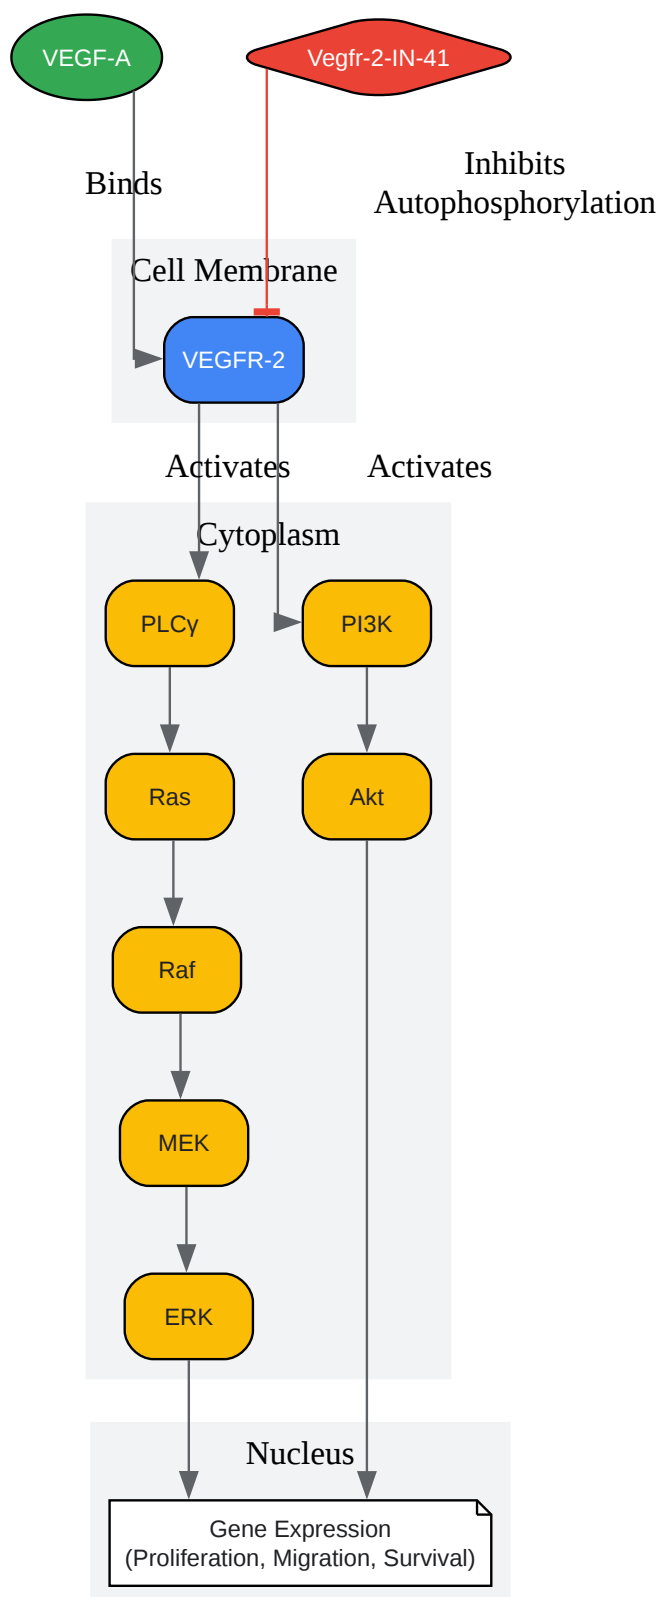 VEGF-A
Vegfr-2-IN-41
Binds
Inhibits
Autophosphorylation
Cell Membrane
VEGFR-2
Activates
Activates
Cytoplasm
PLCγ
PI3K
Ras
Akt
Raf
MEK
ERK
Nucleus
Gene Expression
(Proliferation, Migration, Survival)